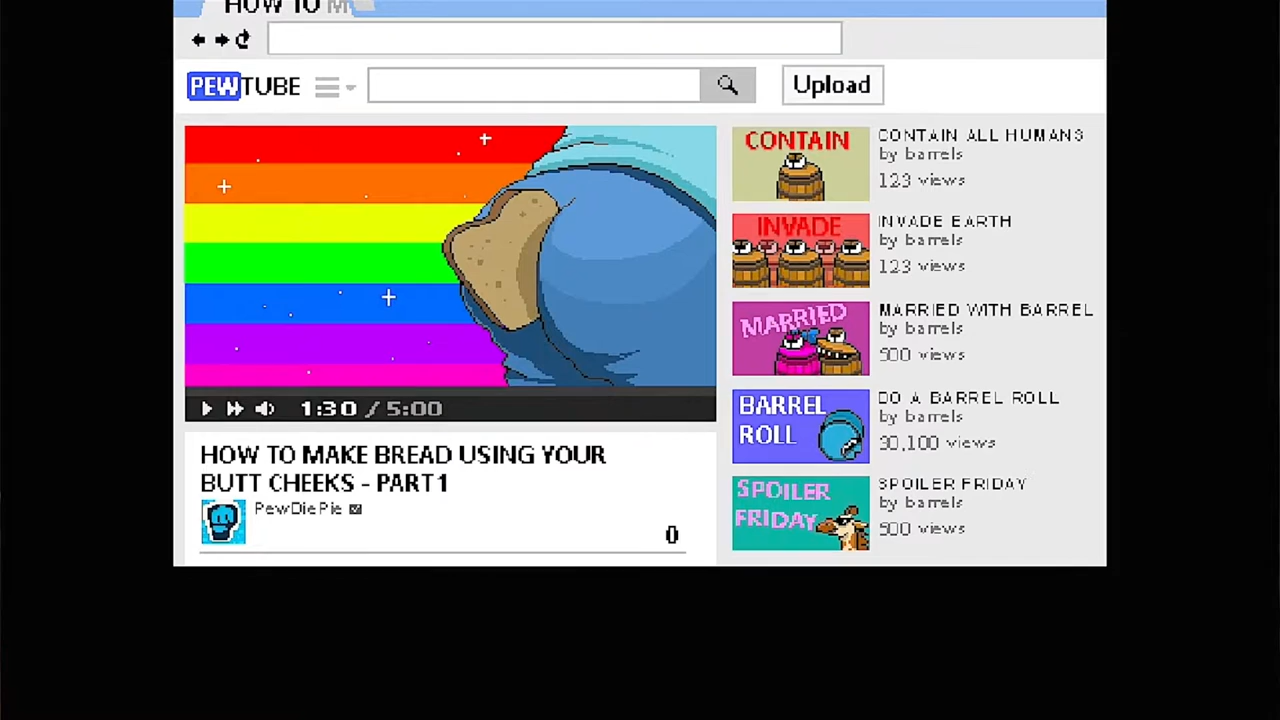 HOW TO M
PEWTUBE
Upload
CONTAIN
CONTAIN ALL HUMANS
by barrels
123 views
INVADE
INVADE EARTH
by barrels
123 views
MARRIED
MARRIED WITH BARREL
by barrels
500 views
BARREL
ROLL
DO A BARREL ROLL
by barrels
30,100 views
SPOILER
FRIDAY
SPOILER FRIDAY
by barrels
500 views
1:30 / 5:00
HOW TO MAKE BREAD USING YOUR
BUTT CHEEKS - PART1
PewDiePie
0